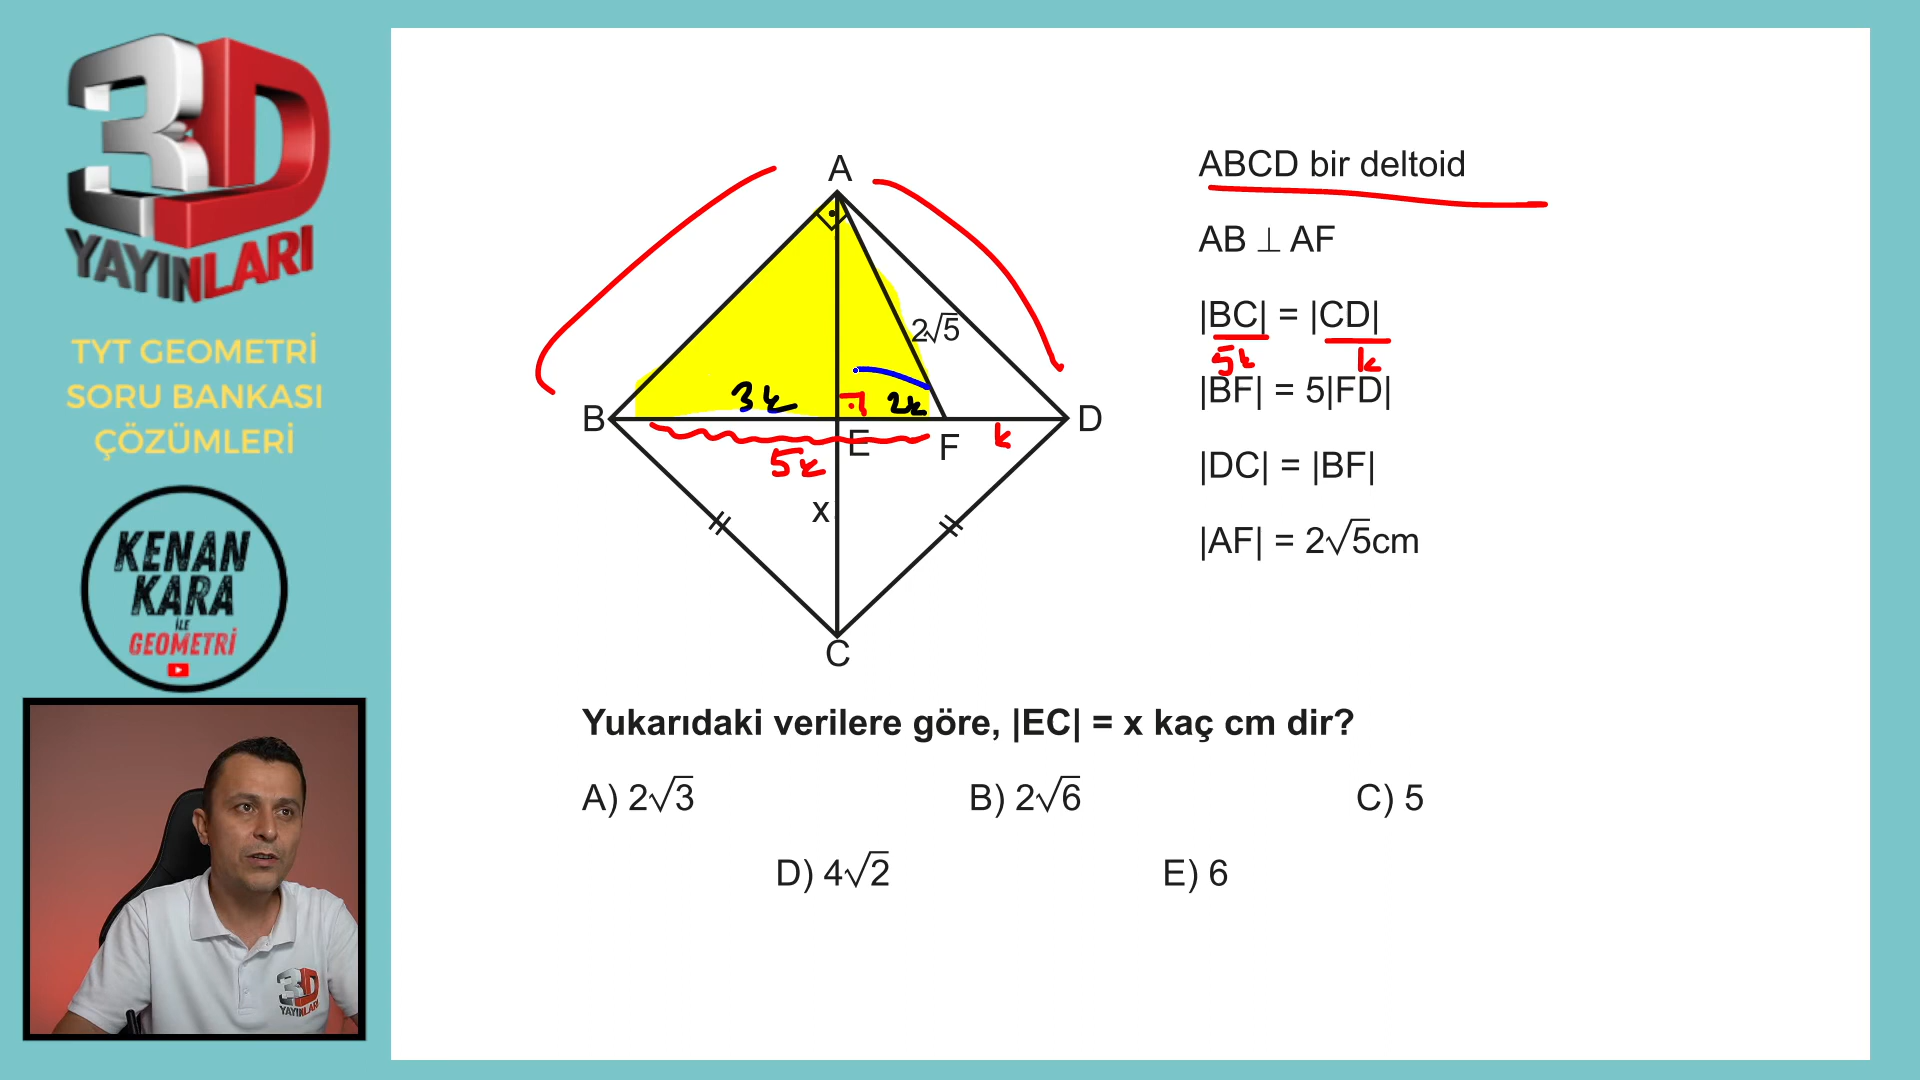 3D
YAYINLARI
TYT GEOMETRİ
SORU BANKASI
ÇÖZÜMLERİ
KENAN
KARA
İLE
GEOMETRİ
3D
YAYINLARI
A
2√5
3k
2k
B
E
F
k
D
5k
x
C
ABCD bir deltoid
AB ⊥ AF
|BC| = |CD|
5k k
|BF| = 5|FD|
|DC| = |BF|
|AF| = 2√5cm
Yukarıdaki verilere göre, |EC| = x kaç cm dir?
A) 2√3 B) 2√6 C) 5
D) 4√2 E) 6